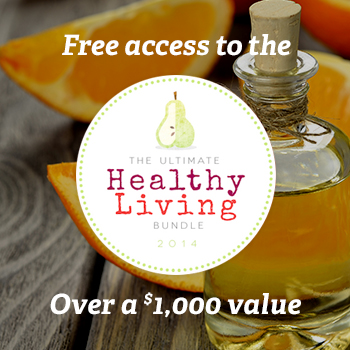 Free access to the
THE ULTIMATE
Healthy
Living
BUNDLE
2014
Over a $1,000 value